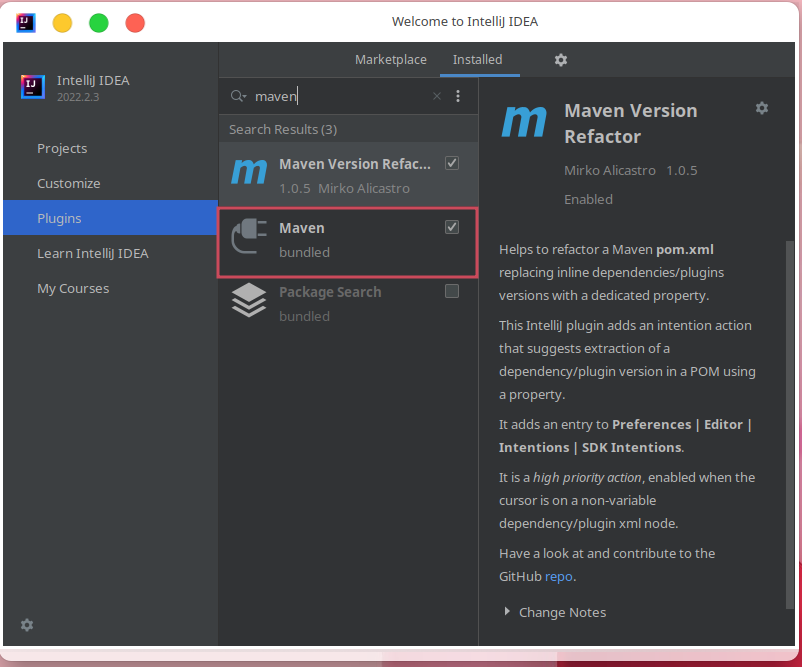 IJ
Welcome to IntelliJ IDEA
IJ
IntelliJ IDEA
2022.2.3
Projects
Customize
Plugins
Learn IntelliJ IDEA
My Courses
Marketplace
Installed
maven
Search Results (3)
Maven Version Refac...
1.0.5 Mirko Alicastro
Maven
bundled
Package Search
bundled
m
m
Maven Version
Refactor
Mirko Alicastro 1.0.5
Enabled
Helps to refactor a Maven pom.xml
replacing inline dependencies/plugins
versions with a dedicated property.
This IntelliJ plugin adds an intention action
that suggests extraction of a
dependency/plugin version in a POM using
a property.
It adds an entry to Preferences | Editor |
Intentions | SDK Intentions.
It is a high priority action, enabled when the
cursor is on a non-variable
dependency/plugin xml node.
Have a look at and contribute to the
GitHub repo.
Change Notes